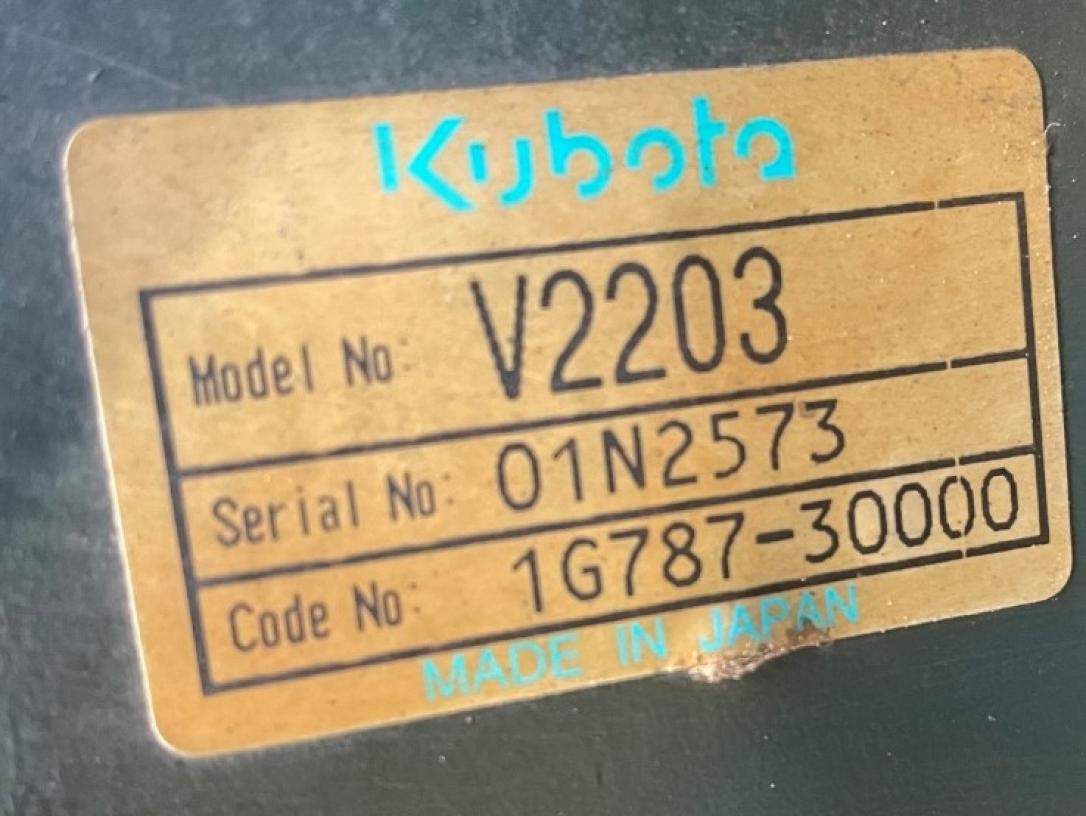 Kubota
Model No: V2203
Serial No: 01N2573
Code No: 1G787-30000
MADE IN JAPAN